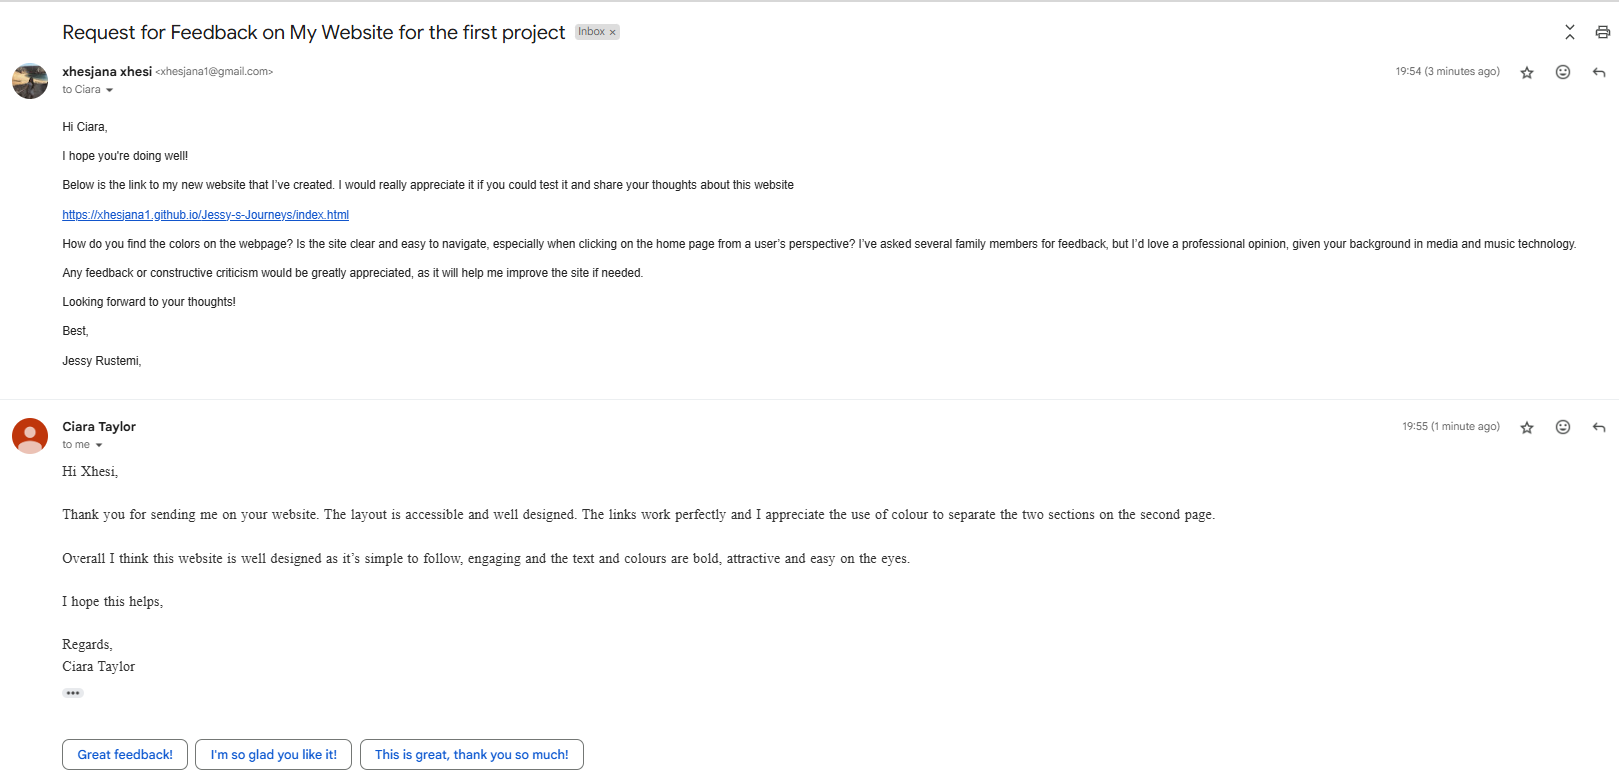 Request for Feedback on My Website for the first project Inbox ×
xhesjana xhesi <xhesjana1@gmail.com> 19:54 (3 minutes ago)
to Ciara
Hi Ciara,
I hope you're doing well!
Below is the link to my new website that I've created. I would really appreciate it if you could test it and share your thoughts about this website
https://xhesjana1.github.io/Jessy-s-Journeys/index.html
How do you find the colors on the webpage? Is the site clear and easy to navigate, especially when clicking on the home page from a user's perspective? I've asked several family members for feedback, but I'd love a professional opinion, given your background in media and music technology.
Any feedback or constructive criticism would be greatly appreciated, as it will help me improve the site if needed.
Looking forward to your thoughts!
Best,
Jessy Rustemi,
Ciara Taylor 19:55 (1 minute ago)
to me
Hi Xhesi,
Thank you for sending me on your website. The layout is accessible and well designed. The links work perfectly and I appreciate the use of colour to separate the two sections on the second page.
Overall I think this website is well designed as it’s simple to follow, engaging and the text and colours are bold, attractive and easy on the eyes.
I hope this helps,
Regards,
Ciara Taylor
Great feedback! I'm so glad you like it! This is great, thank you so much!